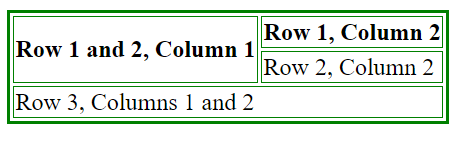 Row 1 and 2, Column 1
Row 1, Column 2
Row 2, Column 2
Row 3, Columns 1 and 2